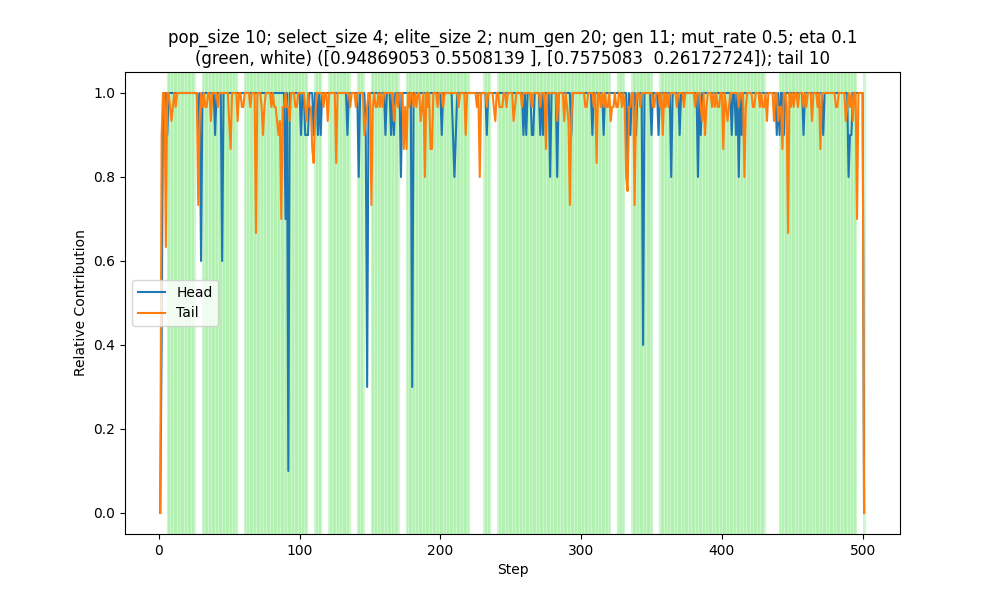 pop_size 10; select_size 4; elite_size 2; num_gen 20; gen 11; mut_rate 0.5; eta 0.1
(green, white) ([0.94869053 0.5508139 ], [0.7575083  0.26172724]); tail 10
1.0
0.8
0.6
0.4
0.2
0.0
Relative Contribution
Head
Tail
0
100
200
300
400
500
Step